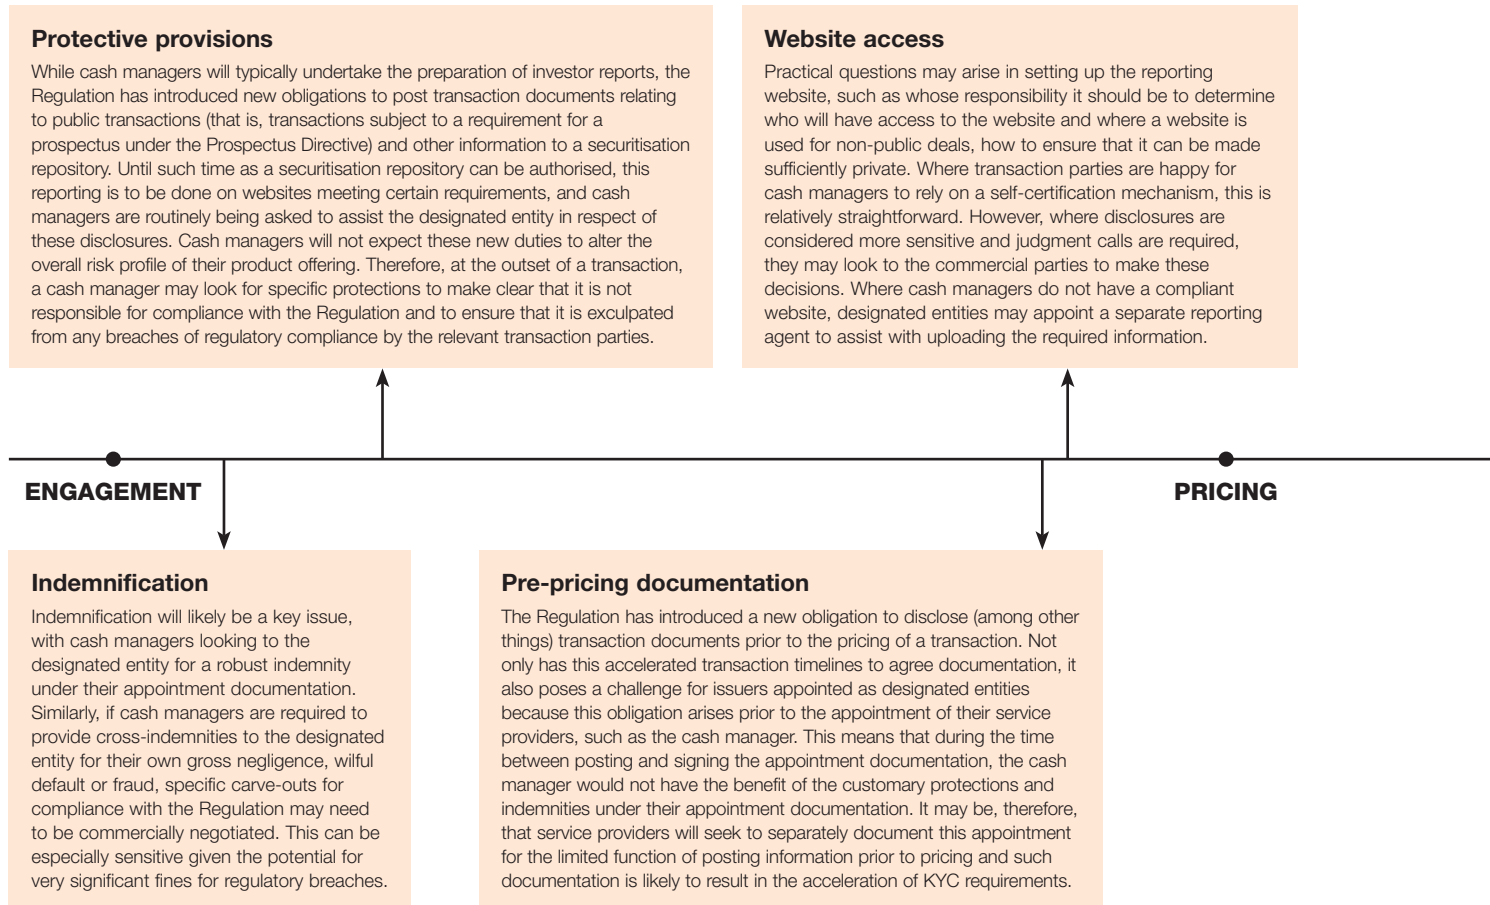 Protective provisions
While cash managers will typically undertake the preparation of investor reports, the
Regulation has introduced new obligations to post transaction documents relating
to public transactions (that is, transactions subject to a requirement for a
prospectus under the Prospectus Directive) and other information to a securitisation
repository. Until such time as a securitisation repository can be authorised, this
reporting is to be done on websites meeting certain requirements, and cash
managers are routinely being asked to assist the designated entity in respect of
these disclosures. Cash managers will not expect these new duties to alter the
overall risk profile of their product offering. Therefore, at the outset of a transaction,
a cash manager may look for specific protections to make clear that it is not
responsible for compliance with the Regulation and to ensure that it is exculpated
from any breaches of regulatory compliance by the relevant transaction parties.
Website access
Practical questions may arise in setting up the reporting
website, such as whose responsibility it should be to determine
who will have access to the website and where a website is
used for non-public deals, how to ensure that it can be made
sufficiently private. Where transaction parties are happy for
cash managers to rely on a self-certification mechanism, this is
relatively straightforward. However, where disclosures are
considered more sensitive and judgment calls are required,
they may look to the commercial parties to make these
decisions. Where cash managers do not have a compliant
website, designated entities may appoint a separate reporting
agent to assist with uploading the required information.
ENGAGEMENT
PRICING
Indemnification
Indemnification will likely be a key issue,
with cash managers looking to the
designated entity for a robust indemnity
under their appointment documentation.
Similarly, if cash managers are required to
provide cross-indemnities to the designated
entity for their own gross negligence, wilful
default or fraud, specific carve-outs for
compliance with the Regulation may need
to be commercially negotiated. This can be
especially sensitive given the potential for
very significant fines for regulatory breaches.
Pre-pricing documentation
The Regulation has introduced a new obligation to disclose (among other
things) transaction documents prior to the pricing of a transaction. Not
only has this accelerated transaction timelines to agree documentation, it
also poses a challenge for issuers appointed as designated entities
because this obligation arises prior to the appointment of their service
providers, such as the cash manager. This means that during the time
between posting and signing the appointment documentation, the cash
manager would not have the benefit of the customary protections and
indemnities under their appointment documentation. It may be, therefore,
that service providers will seek to separately document this appointment
for the limited function of posting information prior to pricing and such
documentation is likely to result in the acceleration of KYC requirements.